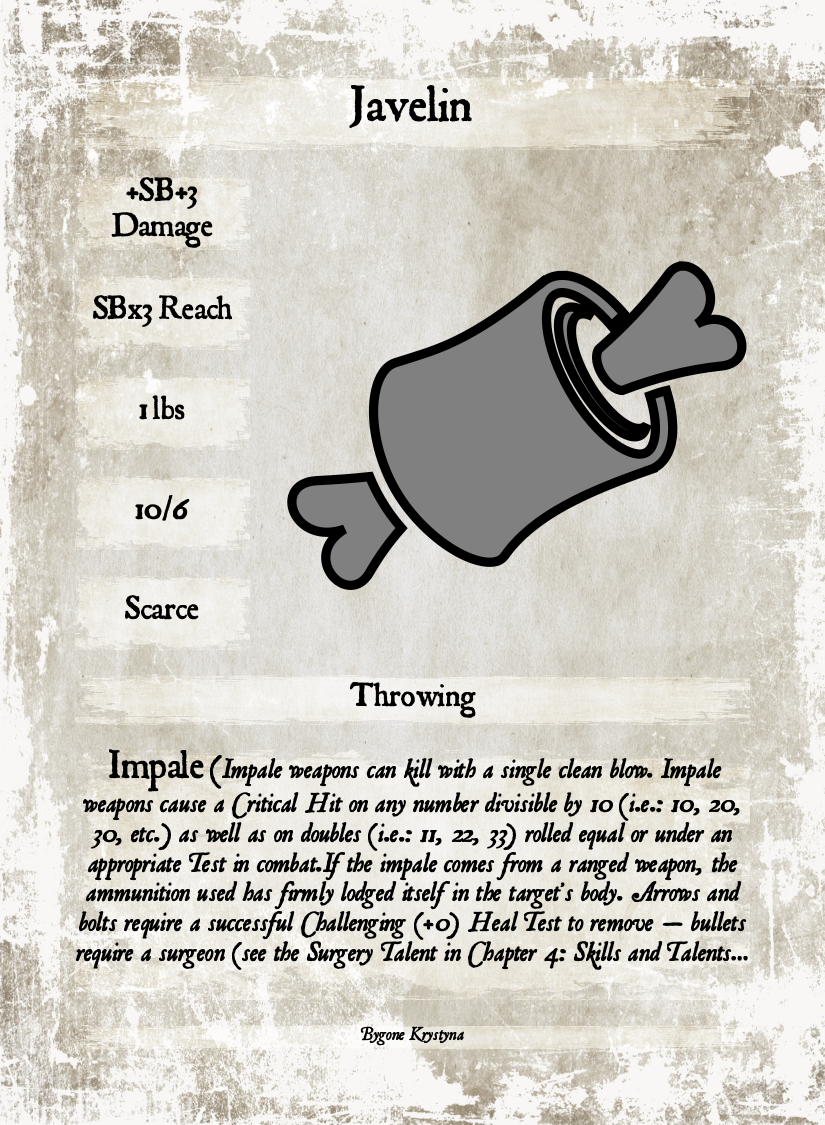 Javelin
+SB+3
Damage
SBx3 Reach
1 lbs
10/6
Scarce
Throwing
Impale (Impale weapons can kill with a single clean blow. Impale
weapons cause a Critical Hit on any number divisible by 10 (i.e.: 10, 20,
30, etc.) as well as on doubles (i.e.: 11, 22, 33) rolled equal or under an
appropriate Test in combat.If the impale comes from a ranged weapon, the
ammunition used has firmly lodged itself in the target's body. Arrows and
bolts require a successful Challenging (+0) Heal Test to remove — bullets
require a surgeon (see the Surgery Talent in Chapter 4: Skills and Talents...
Bygone Krystyna